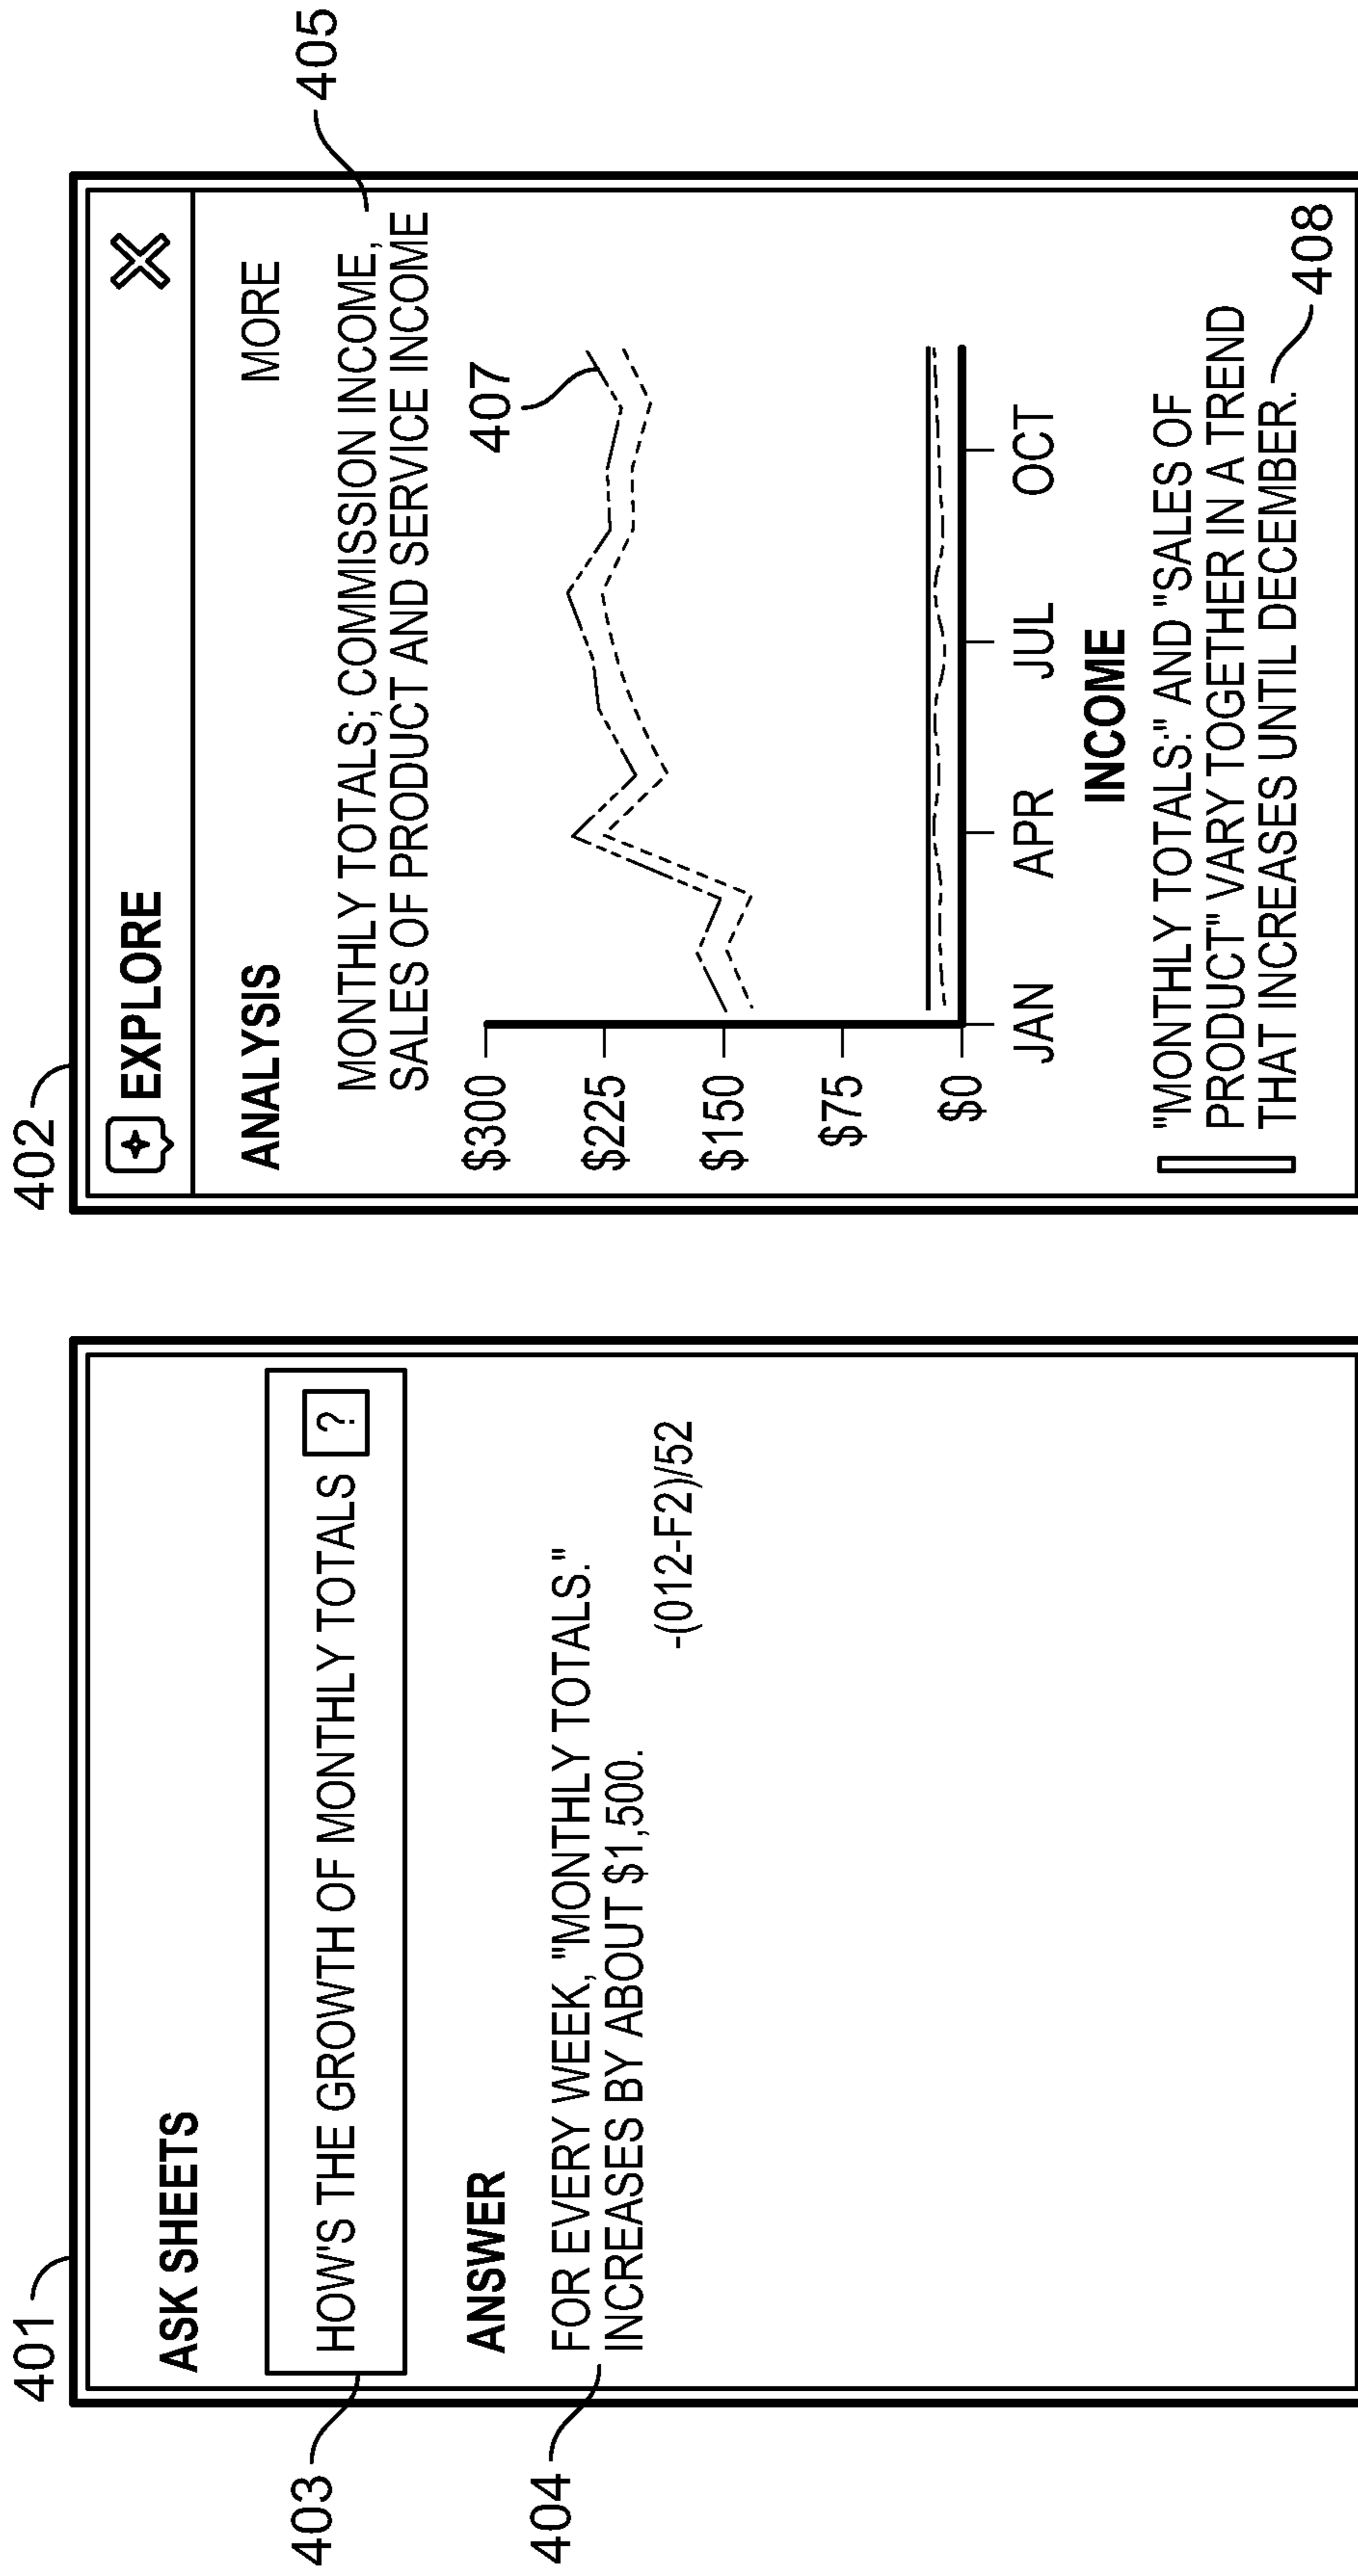 401
ASK SHEETS
403
HOW'S THE GROWTH OF MONTHLY TOTALS ?
ANSWER
404
FOR EVERY WEEK, "MONTHLY TOTALS."
INCREASES BY ABOUT $1,500.
-(012-F2)/52
402
EXPLORE
ANALYSIS MORE
405
MONTHLY TOTALS; COMMISSION INCOME,
SALES OF PRODUCT AND SERVICE INCOME
407
$300
$225
$150
$75
$0
JAN APR JUL OCT
INCOME
"MONTHLY TOTALS:" AND "SALES OF
PRODUCT" VARY TOGETHER IN A TREND
THAT INCREASES UNTIL DECEMBER.
408